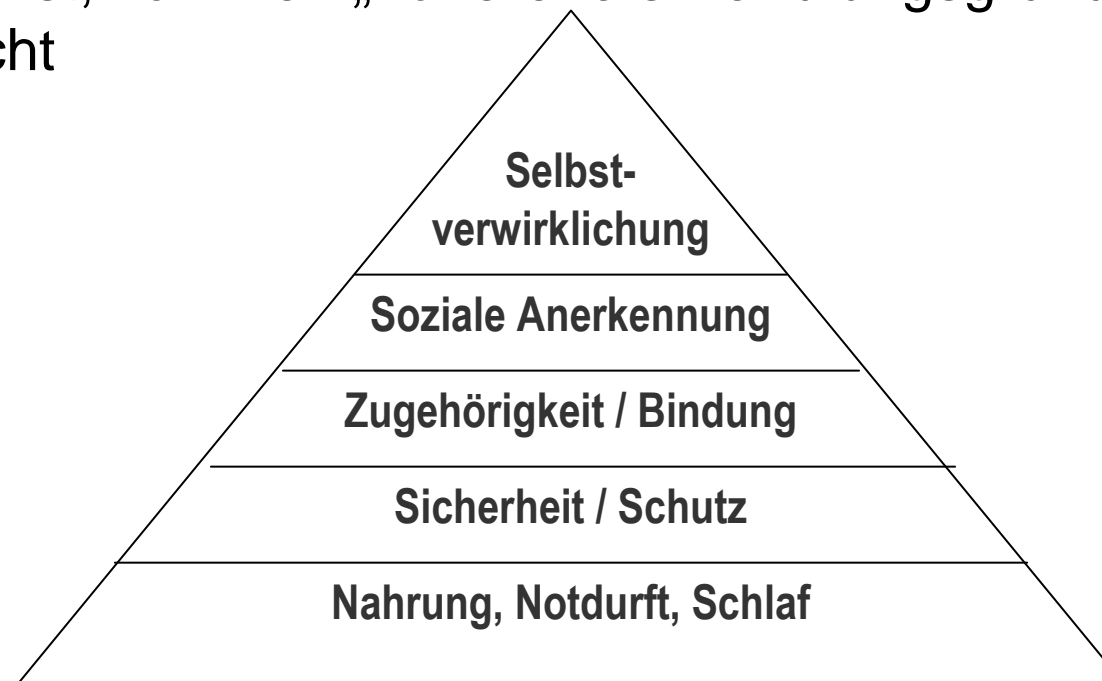 cht
Selbst-
verwirklichung
Soziale Anerkennung
Zugehörigkeit / Bindung
Sicherheit / Schutz
Nahrung, Notdurft, Schlaf